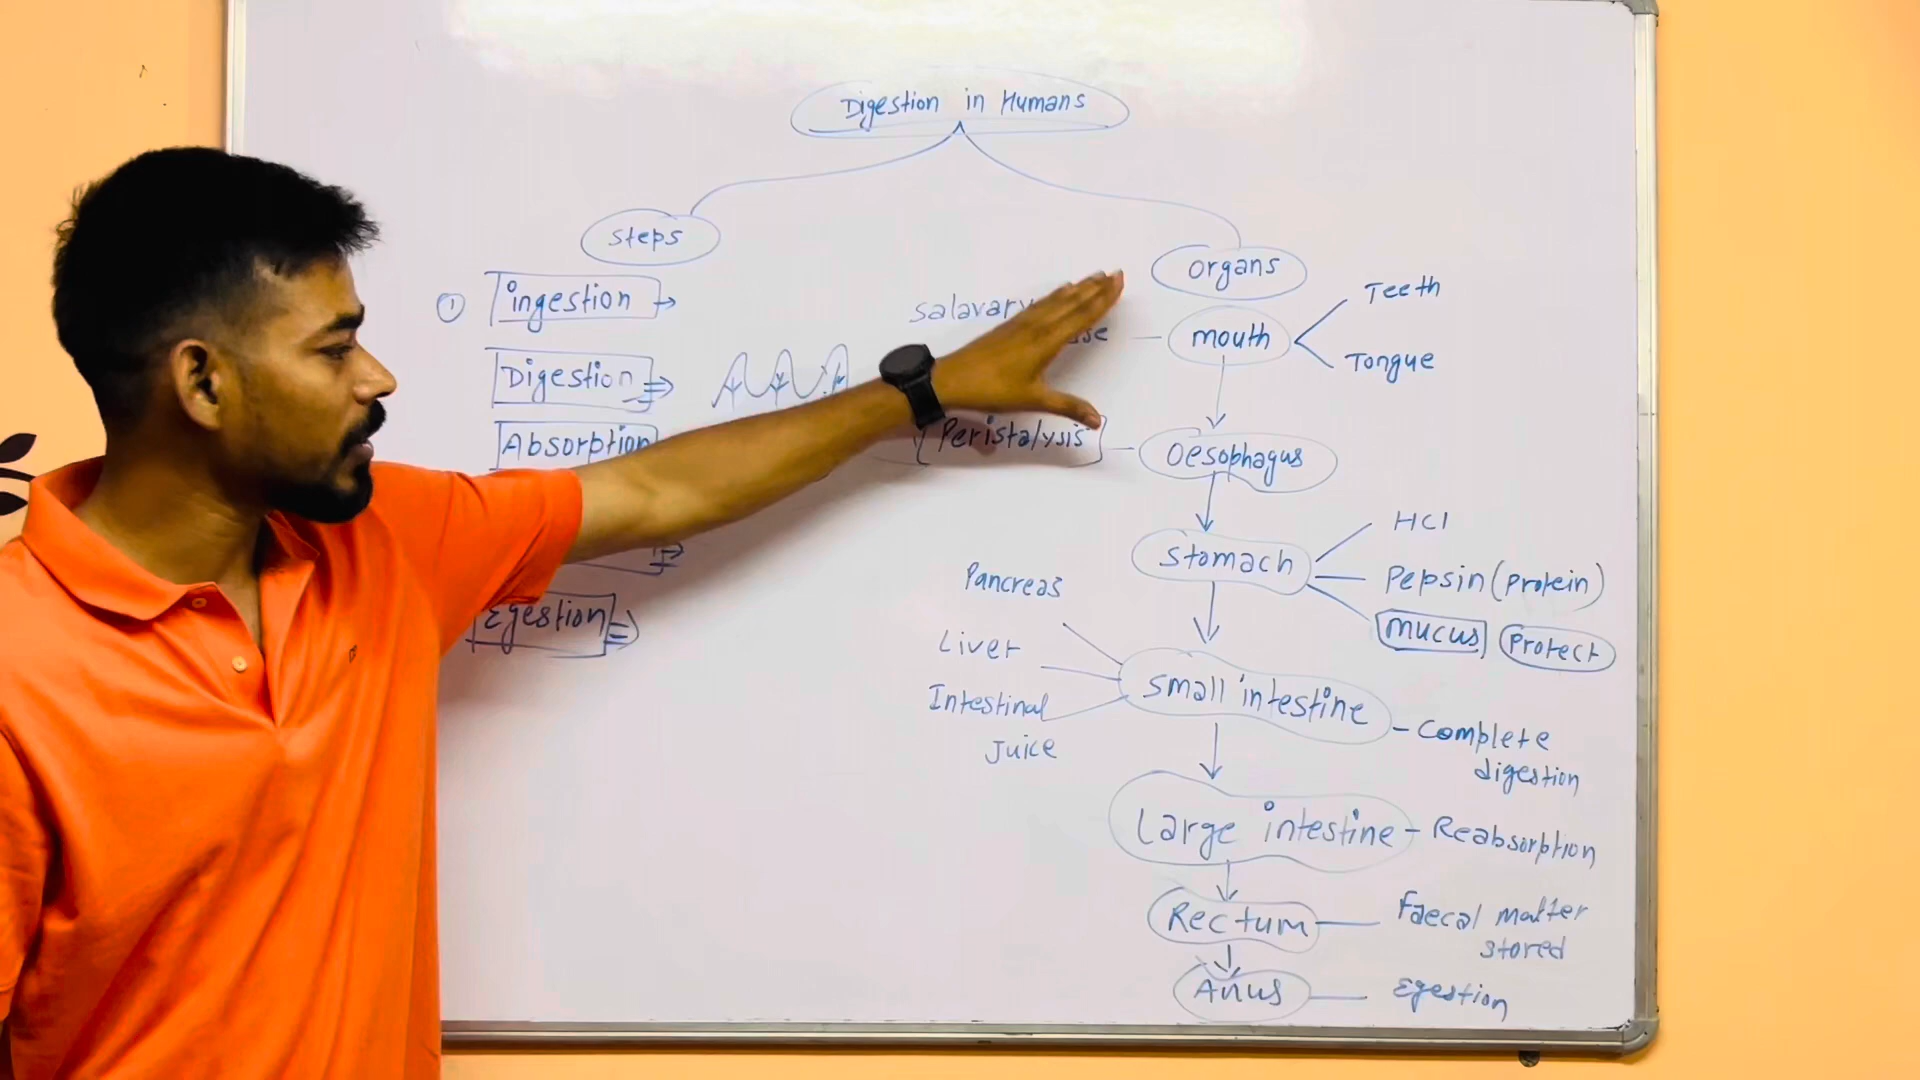 Digestion in Humans
Steps
① ingestion
Digestion
Absorption
Egestion
Organs
Salavary
mouth
Teeth
Tongue
Peristalysis
Oesophagus
Stomach
HCl
Pepsin (Protein)
mucus Protect
Pancreas
Liver
Intestinal
Juice
Small intestine
- Complete
digestion
Large intestine - Reabsorption
Rectum
Faecal matter
stored
Anus
Egestion